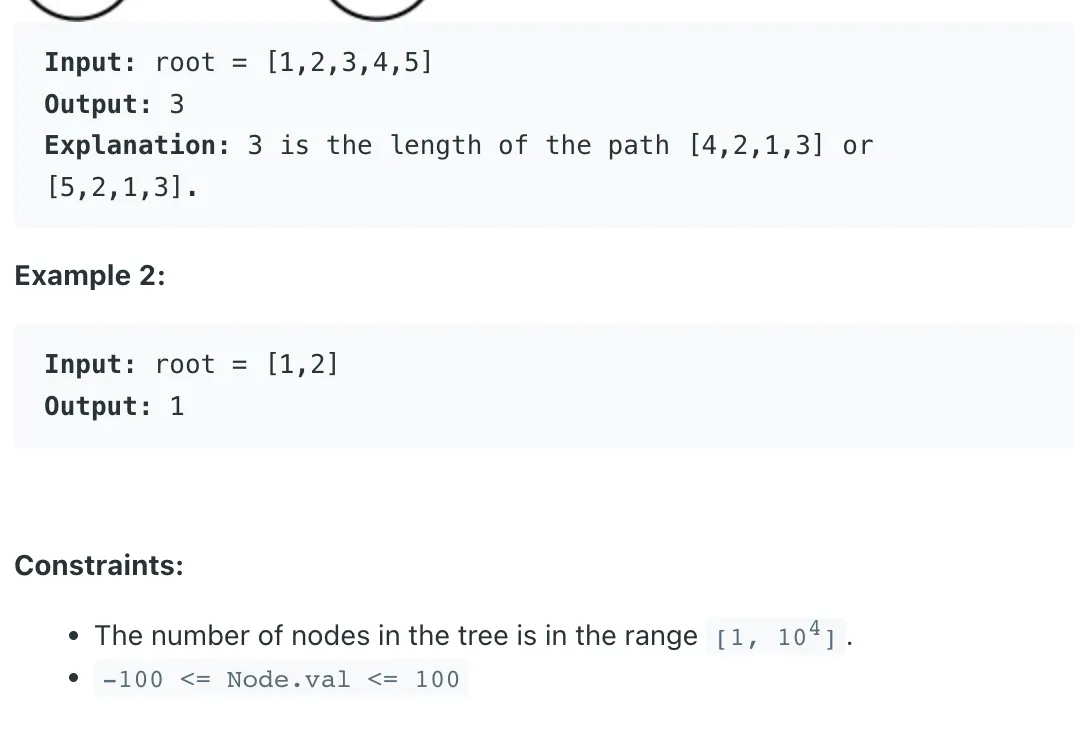 Input: root = [1,2,3,4,5]
Output: 3
Explanation: 3 is the length of the path [4,2,1,3] or
[5,2,1,3].
Example 2:
Input: root = [1,2]
Output: 1
Constraints:
• The number of nodes in the tree is in the range [1, 10⁴].
• -100 <= Node.val <= 100